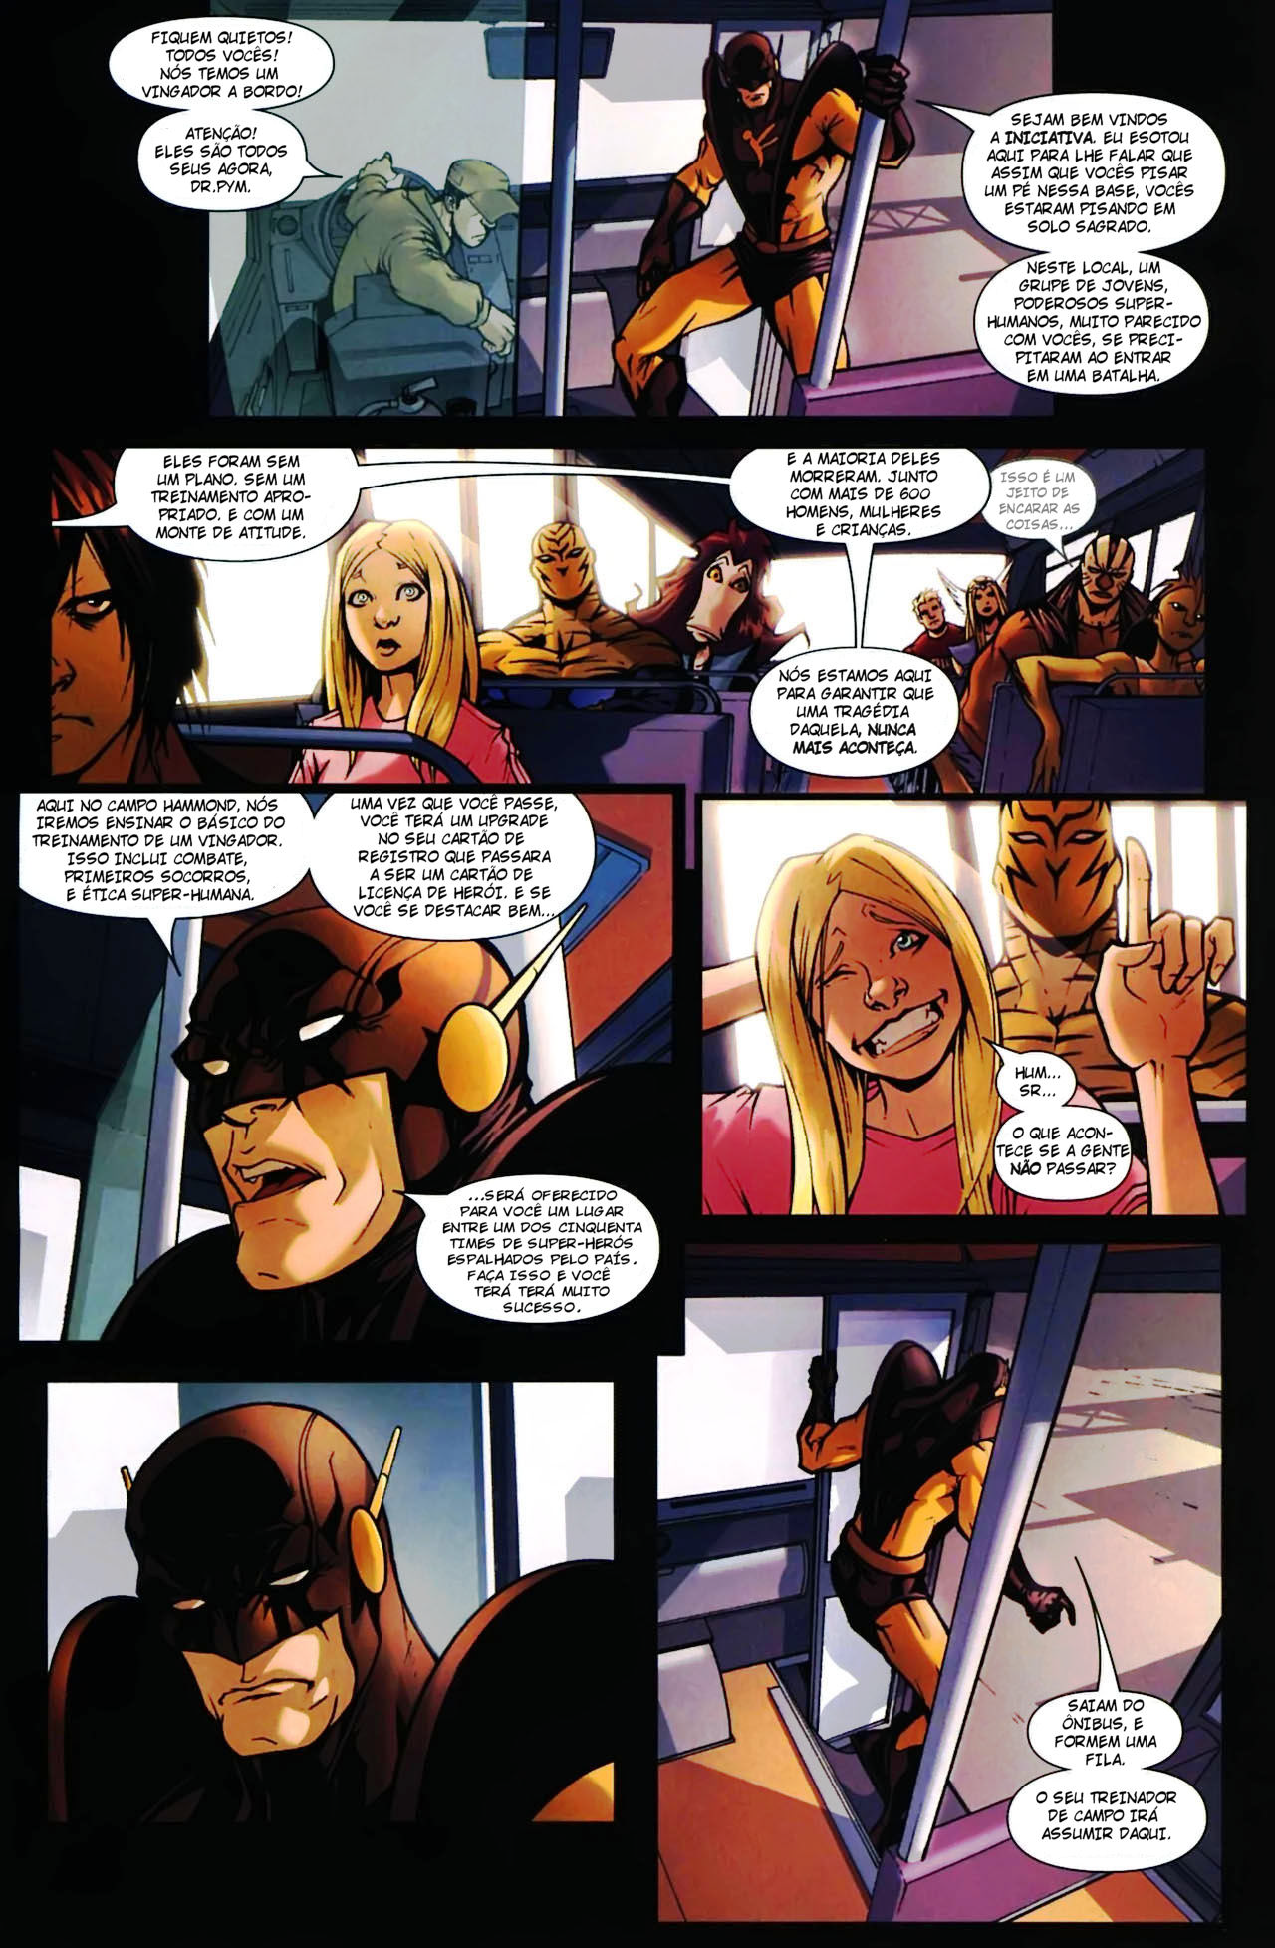 FIQUEM QUIETOS!
TODOS VOCÊS!
NÓS TEMOS UM
VINGADOR A BORDO!
ATENÇÃO!
ELES SÃO TODOS
SEUS AGORA,
DR.PYM.
SEJAM BEM VINDOS
A INICIATIVA. EU ESOTOU
AQUI PARA LHE FALAR QUE
ASSIM QUE VOCÊS PISAR
UM PÉ NESSA BASE, VOCÊS
ESTARAM PISANDO EM
SOLO SAGRADO.
NESTE LOCAL, UM
GRUPE DE JOVENS,
PODEROSOS SUPER-
HUMANOS, MUITO PARECIDO
COM VOCÊS, SE PRECI-
PITARAM AO ENTRAR
EM UMA BATALHA.
ELES FORAM SEM
UM PLANO. SEM UM
TREINAMENTO APRO-
PRIADO. E COM UM
MONTE DE ATITUDE.
E A MAIORIA DELES
MORRERAM. JUNTO
COM MAIS DE 600
HOMENS, MULHERES
E CRIANÇAS.
ISSO É UM
JEITO DE
ENCARAR AS
COISAS...
NÓS ESTAMOS AQUI
PARA GARANTIR QUE
UMA TRAGÉDIA
DAQUELA, NUNCA
MAIS ACONTEÇA.
AQUI NO CAMPO HAMMOND, NÓS
IREMOS ENSINAR O BÁSICO DO
TREINAMENTO DE UM VINGADOR.
ISSO INCLUI COMBATE,
PRIMEIROS SOCORROS,
E ÉTICA SUPER-HUMANA.
UMA VEZ QUE VOCÊ PASSE,
VOCÊ TERÁ UM UPGRADE
NO SEU CARTÃO DE
REGISTRO QUE PASSARA
A SER UM CARTÃO DE
LICENÇA DE HERÓI. E SE
VOCÊ SE DESTACAR BEM...
...SERÁ OFERECIDO
PARA VOCÊ UM LUGAR
ENTRE UM DOS CINQUENTA
TIMES DE SUPER-HERÓS
ESPALHADOS PELO PAÍS.
FAÇA ISSO E VOCÊ
TERÁ TERÁ MUITO
SUCESSO.
HUM...
SR...
O QUE ACON-
TECE SE A GENTE
NÃO PASSAR?
SAIAM DO
ÔNIBUS, E
FORMEM UMA
FILA.
O SEU TREINADOR
DE CAMPO IRÁ
ASSUMIR DAQUI.